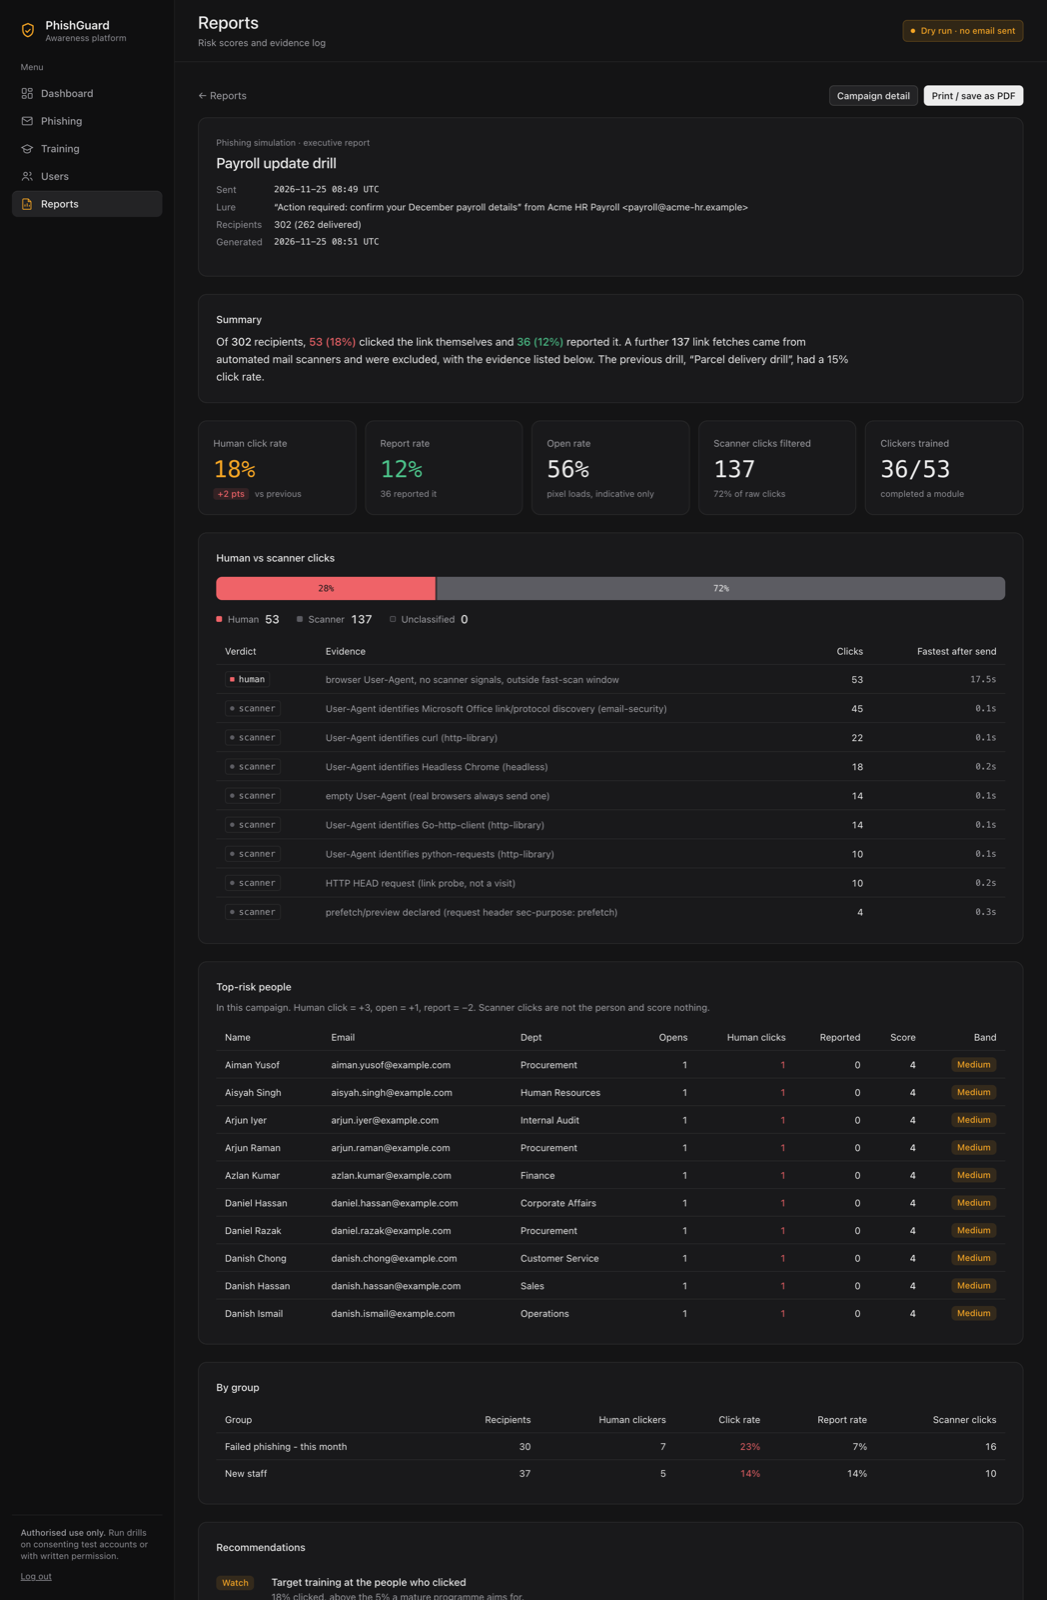 PhishGuard
Awareness platform
Menu
Dashboard
Phishing
Training
Users
Reports
Authorised use only. Run drills
on consenting test accounts or
with written permission.
Log out
Reports
Risk scores and evidence log
Dry run · no email sent
← Reports
Campaign detail
Print / save as PDF
Phishing simulation · executive report
Payroll update drill
Sent 2026-11-25 08:49 UTC
Lure “Action required: confirm your December payroll details” from Acme HR Payroll <payroll@acme-hr.example>
Recipients 302 (262 delivered)
Generated 2026-11-25 08:51 UTC
Summary
Of 302 recipients, 53 (18%) clicked the link themselves and 36 (12%) reported it. A further 137 link fetches came from
automated mail scanners and were excluded, with the evidence listed below. The previous drill, “Parcel delivery drill”, had a 15%
click rate.
Human click rate
18%
+2 pts vs previous
Report rate
12%
36 reported it
Open rate
56%
pixel loads, indicative only
Scanner clicks filtered
137
72% of raw clicks
Clickers trained
36/53
completed a module
Human vs scanner clicks
28% 72%
Human 53 Scanner 137 Unclassified 0
Verdict Evidence Clicks Fastest after send
human browser User-Agent, no scanner signals, outside fast-scan window 53 17.5s
scanner User-Agent identifies Microsoft Office link/protocol discovery (email-security) 45 0.1s
scanner User-Agent identifies curl (http-library) 22 0.1s
scanner User-Agent identifies Headless Chrome (headless) 18 0.2s
scanner empty User-Agent (real browsers always send one) 14 0.1s
scanner User-Agent identifies Go-http-client (http-library) 14 0.1s
scanner User-Agent identifies python-requests (http-library) 10 0.1s
scanner HTTP HEAD request (link probe, not a visit) 10 0.2s
scanner prefetch/preview declared (request header sec-purpose: prefetch) 4 0.3s
Top-risk people
In this campaign. Human click = +3, open = +1, report = −2. Scanner clicks are not the person and score nothing.
Name Email Dept Opens Human clicks Reported Score Band
Aiman Yusof aiman.yusof@example.com Procurement 1 1 0 4 Medium
Aisyah Singh aisyah.singh@example.com Human Resources 1 1 0 4 Medium
Arjun Iyer arjun.iyer@example.com Internal Audit 1 1 0 4 Medium
Arjun Raman arjun.raman@example.com Procurement 1 1 0 4 Medium
Azlan Kumar azlan.kumar@example.com Finance 1 1 0 4 Medium
Daniel Hassan daniel.hassan@example.com Corporate Affairs 1 1 0 4 Medium
Daniel Razak daniel.razak@example.com Procurement 1 1 0 4 Medium
Danish Chong danish.chong@example.com Customer Service 1 1 0 4 Medium
Danish Hassan danish.hassan@example.com Sales 1 1 0 4 Medium
Danish Ismail danish.ismail@example.com Operations 1 1 0 4 Medium
By group
Group Recipients Human clickers Click rate Report rate Scanner clicks
Failed phishing - this month 30 7 23% 7% 16
New staff 37 5 14% 14% 10
Recommendations
Watch Target training at the people who clicked
18% clicked, above the 5% a mature programme aims for.